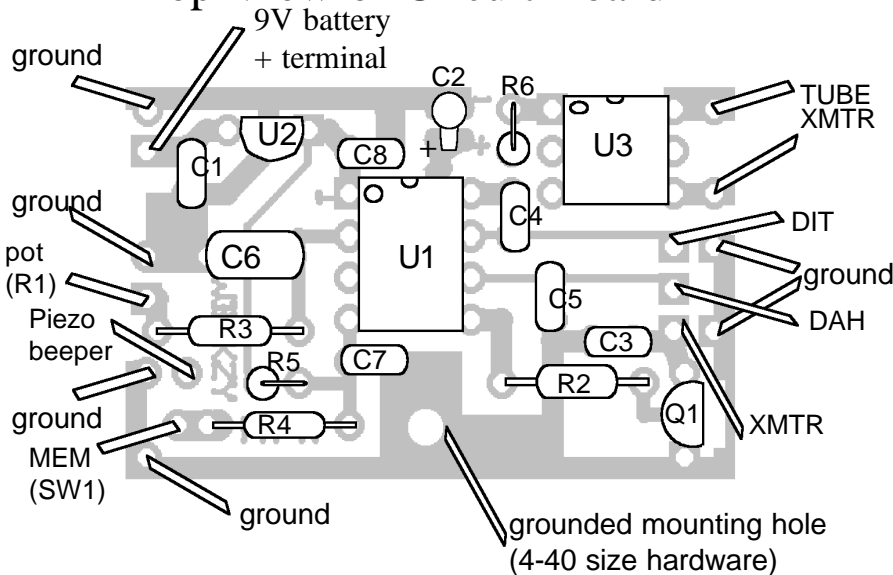 9V battery
+ terminal
ground
C2
R6
TUBE
XMTR
U2
U3
C1
C8
+
ground
C4
DIT
pot
(R1)
C6
U1
ground
C5
DAH
Piezo
beeper
R3
C3
R5
C7
R2
ground
R4
Q1
XMTR
MEM
(SW1)
ground
grounded mounting hole
(4-40 size hardware)